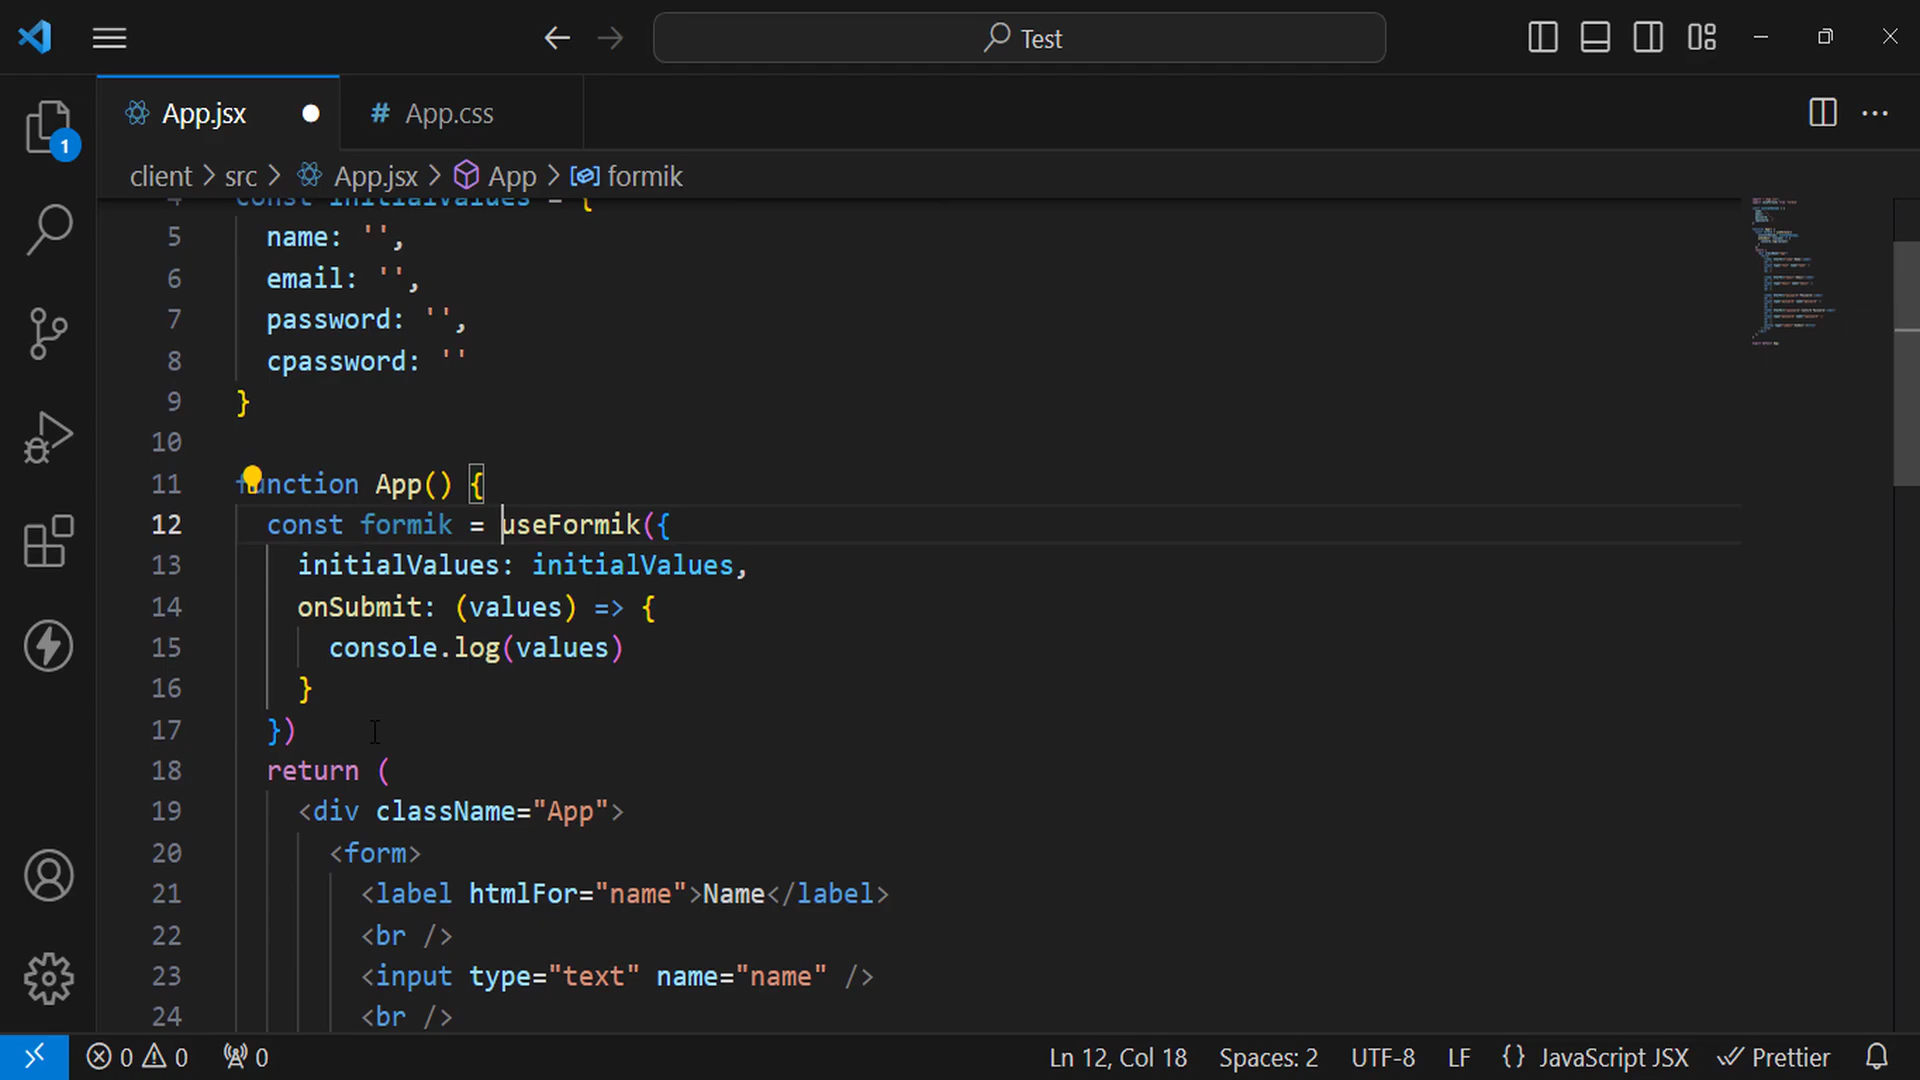 Test
App.jsx
# App.css
1
client > src > App.jsx > App > formik
4 const initialValues = {
5 name: '',
6 email: '',
7 password: '',
8 cpassword: ''
9 }
10
11 function App() {
12 const formik = useFormik({
13 initialValues: initialValues,
14 onSubmit: (values) => {
15 console.log(values)
16 }
17 })
18 return (
19 <div className="App">
20 <form>
21 <label htmlFor="name">Name</label>
22 <br />
23 <input type="text" name="name" />
24 <br />
0 0 0 Ln 12, Col 18 Spaces: 2 UTF-8 LF {} JavaScript JSX Prettier